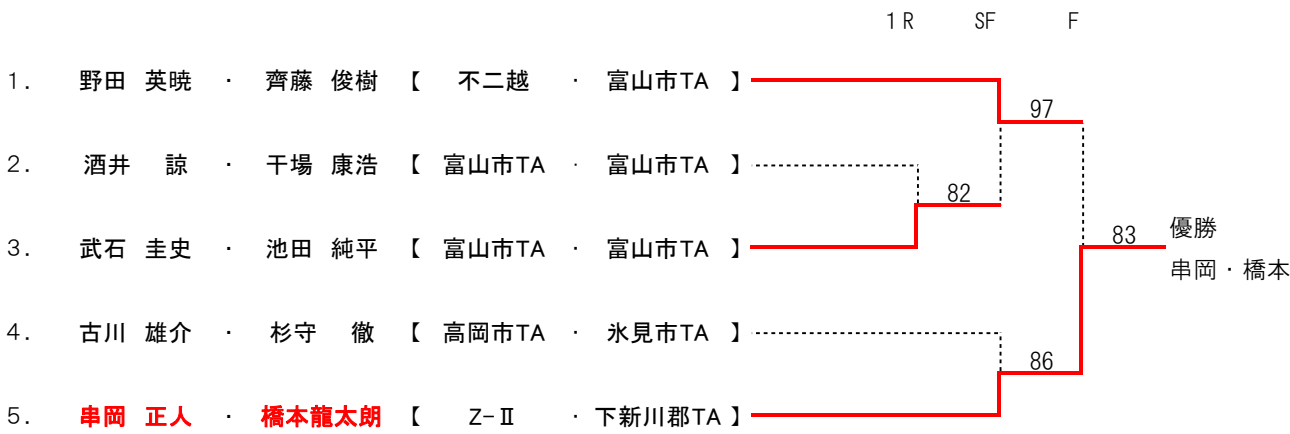 1R SF F
1. 野田 英暁 ・ 齊藤 俊樹 【 不二越 ・ 富山市TA 】
97
2. 酒井 諒 ・ 干場 康浩 【 富山市TA ・ 富山市TA 】
82
3. 武石 圭史 ・ 池田 純平 【 富山市TA ・ 富山市TA 】
83 優勝
串岡・橋本
4. 古川 雄介 ・ 杉守 徹 【 高岡市TA ・ 氷見市TA 】
86
5. 串岡 正人 ・ 橋本龍太朗 【 Z-Ⅱ ・ 下新川郡TA 】